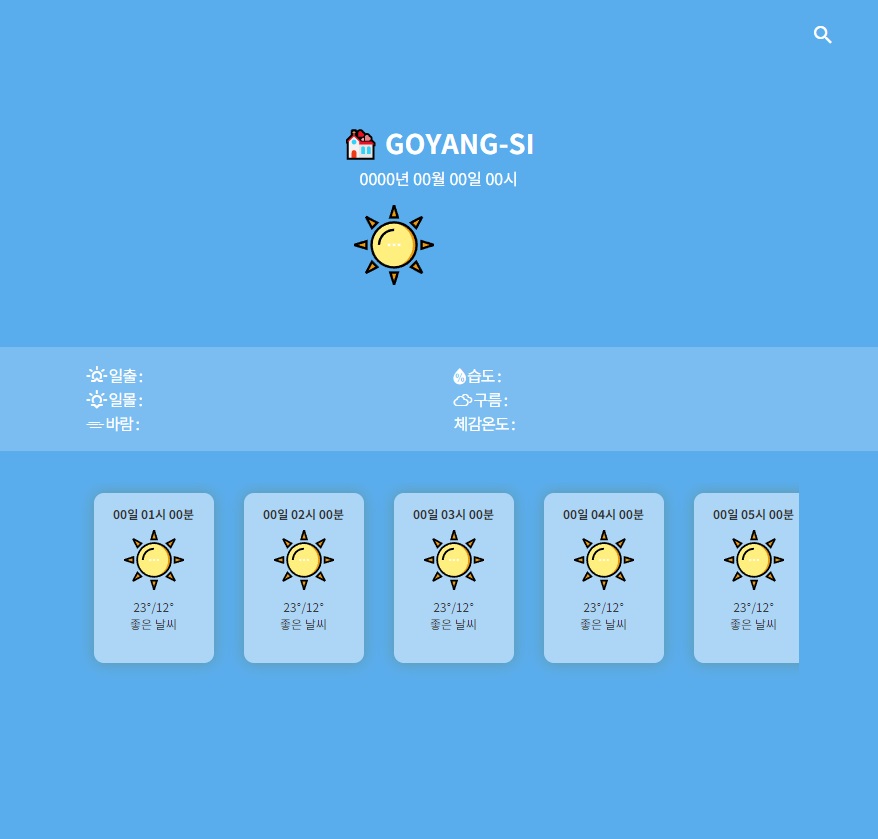 GOYANG-SI
0000년 00월 00일 00시
일출 :
일몰 :
바람 :
습도 :
구름 :
체감온도 :
00일 01시 00분
23°/12°
좋은 날씨
00일 02시 00분
23°/12°
좋은 날씨
00일 03시 00분
23°/12°
좋은 날씨
00일 04시 00분
23°/12°
좋은 날씨
00일 05시 00분
23°/12°
좋은 날씨